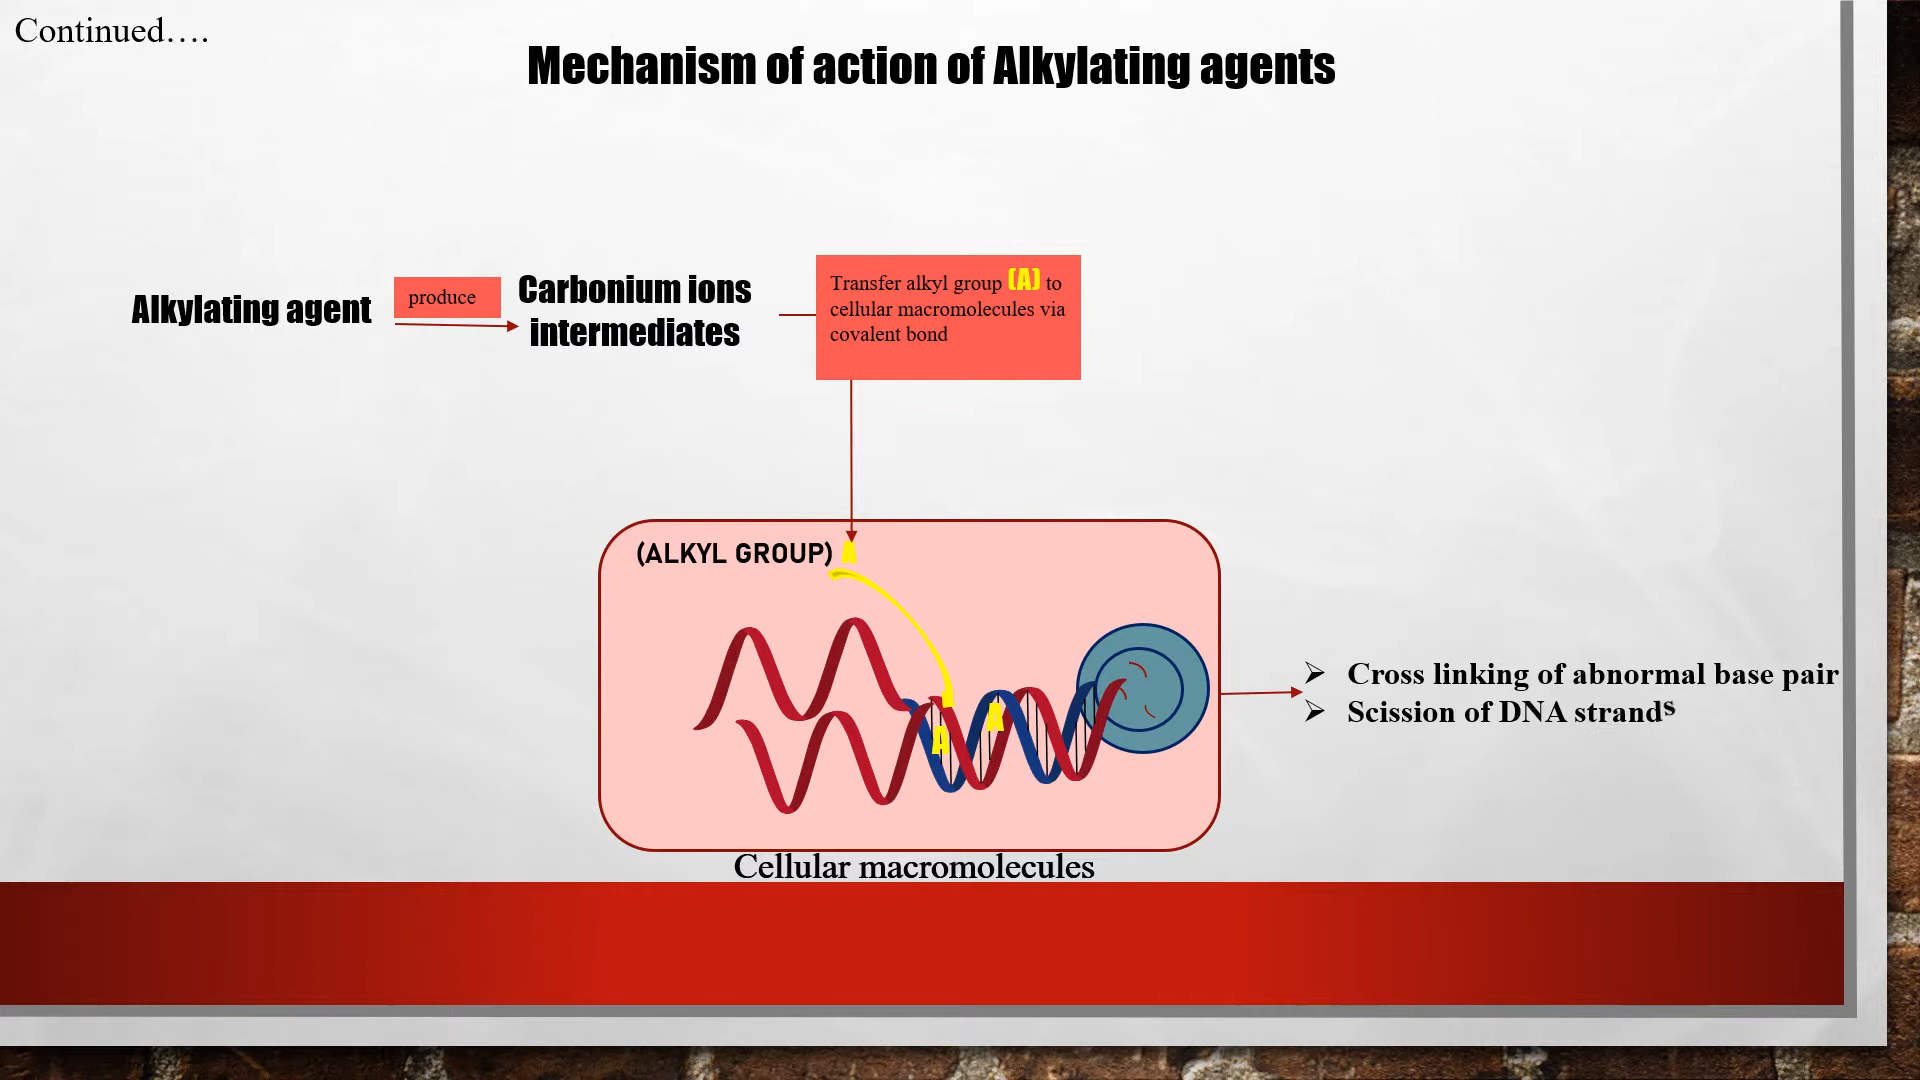 Continued….
Mechanism of action of Alkylating agents
Alkylating agent
produce
Carbonium ions
intermediates
Transfer alkyl group (A) to
cellular macromolecules via
covalent bond
(ALKYL GROUP) A
A
A
➢ Cross linking of abnormal base pair
➢ Scission of DNA strands
Cellular macromolecules